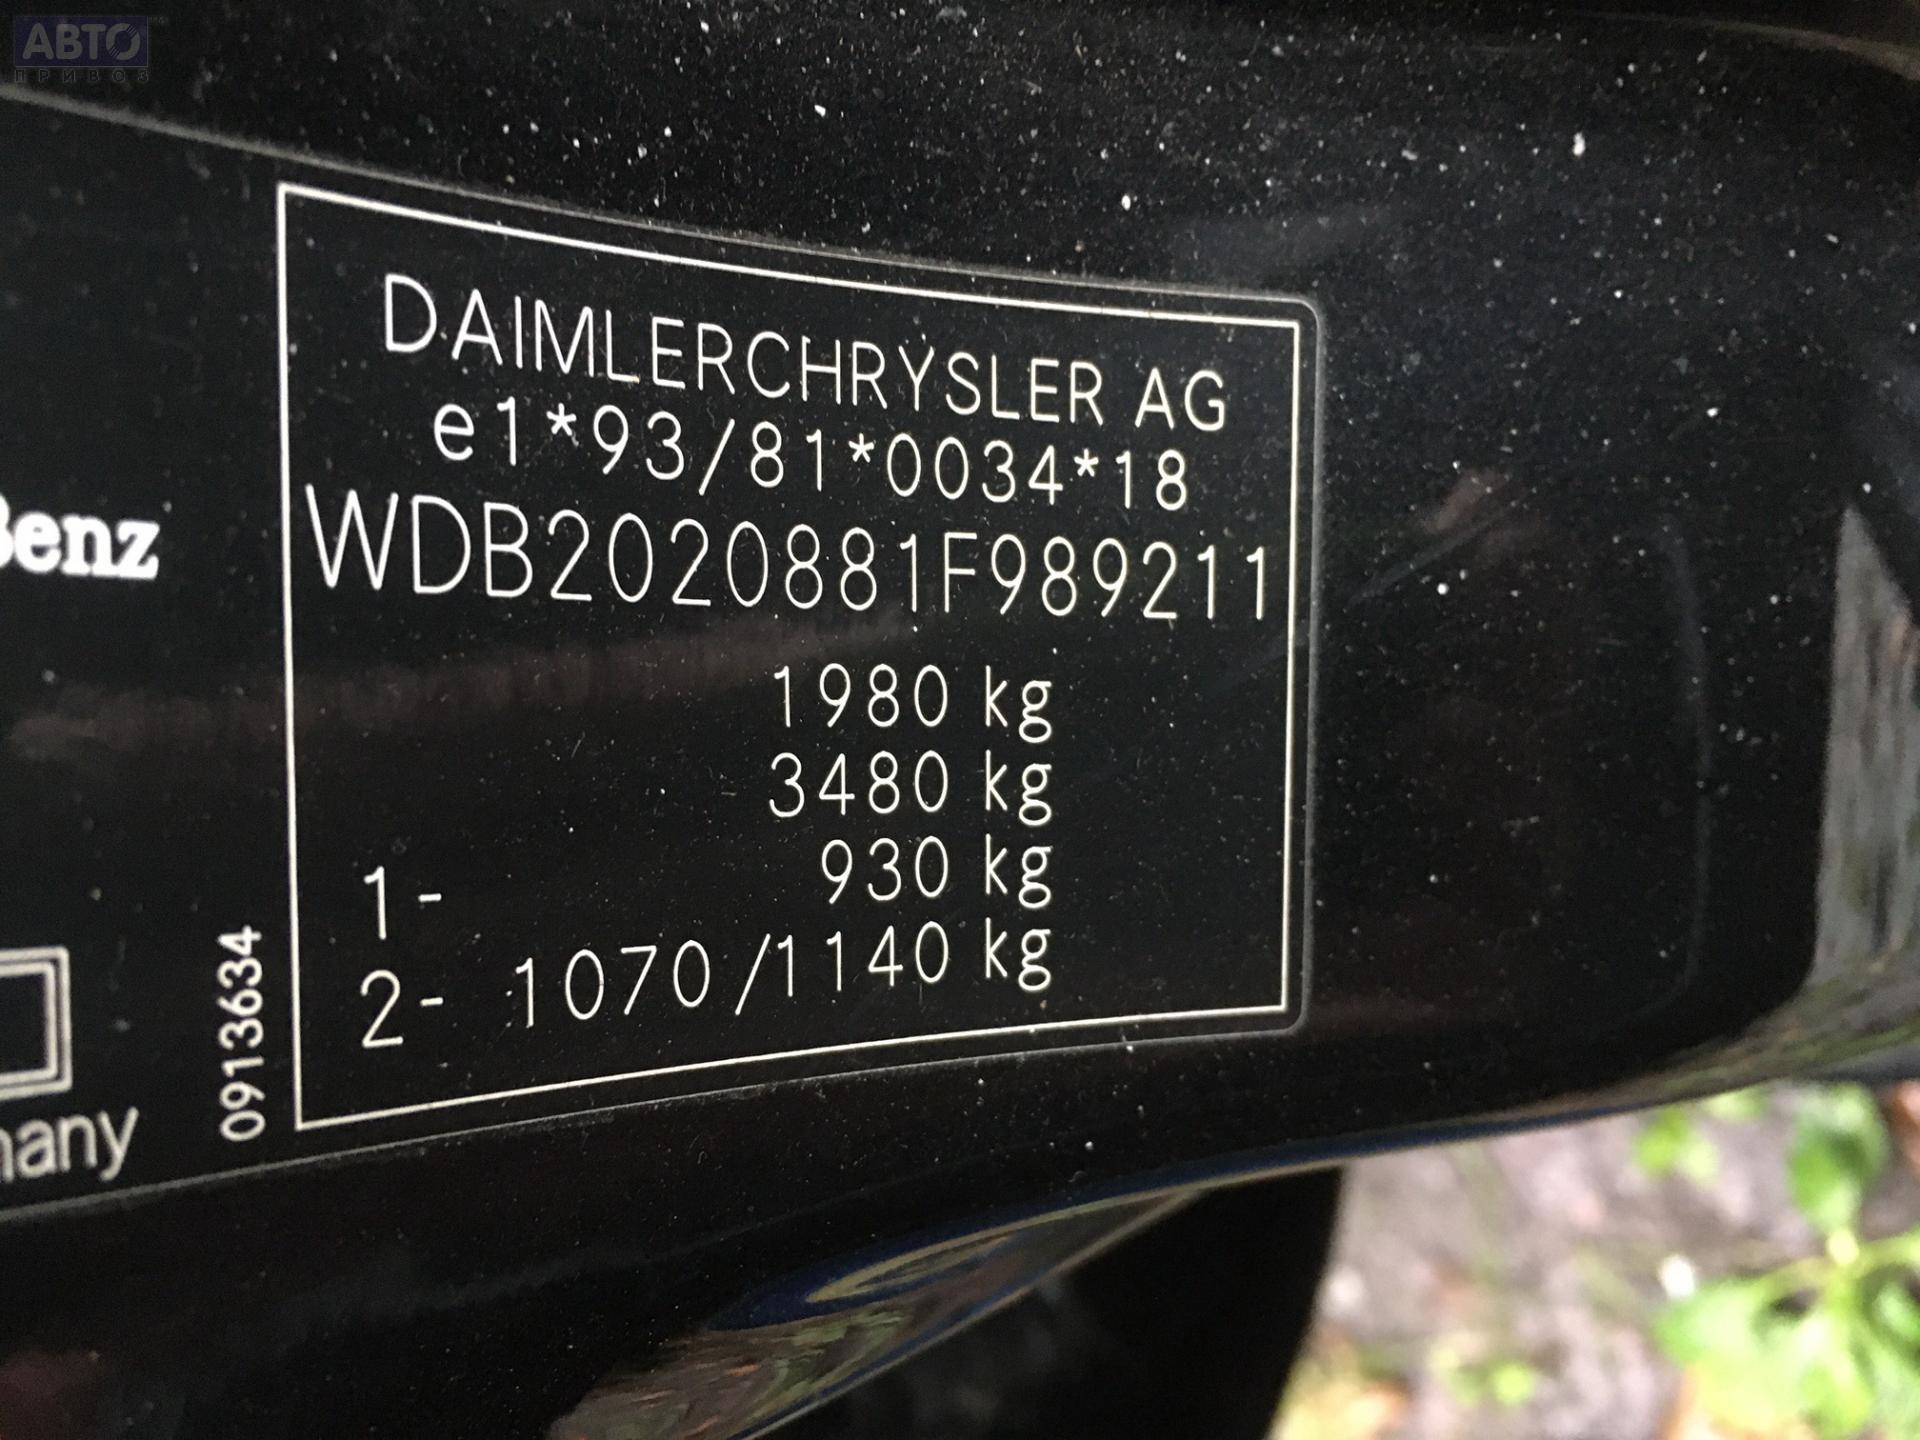 АВТО
ПРИВОЗ
Benz
many
0913634
DAIMLERCHRYSLER AG
e1*93/81*0034*18
WDB2020881F989211
1980 kg
3480 kg
1- 930 kg
2- 1070/1140 kg